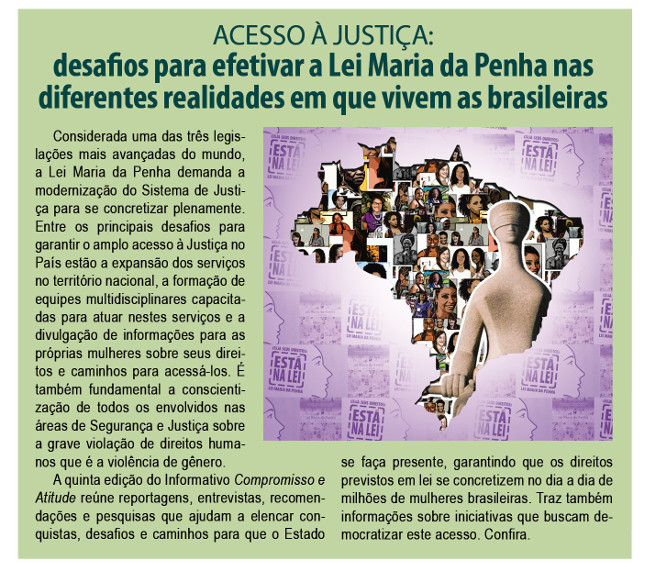 ACESSO À JUSTIÇA:
desafios para efetivar a Lei Maria da Penha nas
diferentes realidades em que vivem as brasileiras
Considerada uma das três legis-
lações mais avançadas do mundo,
a Lei Maria da Penha demanda a
modernização do Sistema de Justi-
ça para se concretizar plenamente.
Entre os principais desafios para
garantir o amplo acesso à Justiça no
País estão a expansão dos serviços
no território nacional, a formação de
equipes multidisciplinares capacita-
das para atuar nestes serviços e a
divulgação de informações para as
próprias mulheres sobre seus direi-
tos e caminhos para acessá-los. É
também fundamental a conscienti-
zação de todos os envolvidos nas
áreas de Segurança e Justiça sobre
a grave violação de direitos huma-
nos que é a violência de gênero.
A quinta edição do Informativo Compromisso e
Atitude reúne reportagens, entrevistas, recomen-
dações e pesquisas que ajudam a elencar con-
quistas, desafios e caminhos para que o Estado
se faça presente, garantindo que os direitos
previstos em lei se concretizem no dia a dia de
milhões de mulheres brasileiras. Traz também
informações sobre iniciativas que buscam de-
mocratizar este acesso. Confira.
ESTÁ
NA LEI
LEI MARIA DA PENHA
ESTÁ
NA LEI
LEI MARIA DA PENHA
ESTÁ
NA LEI
ESTÁ
NA LEI